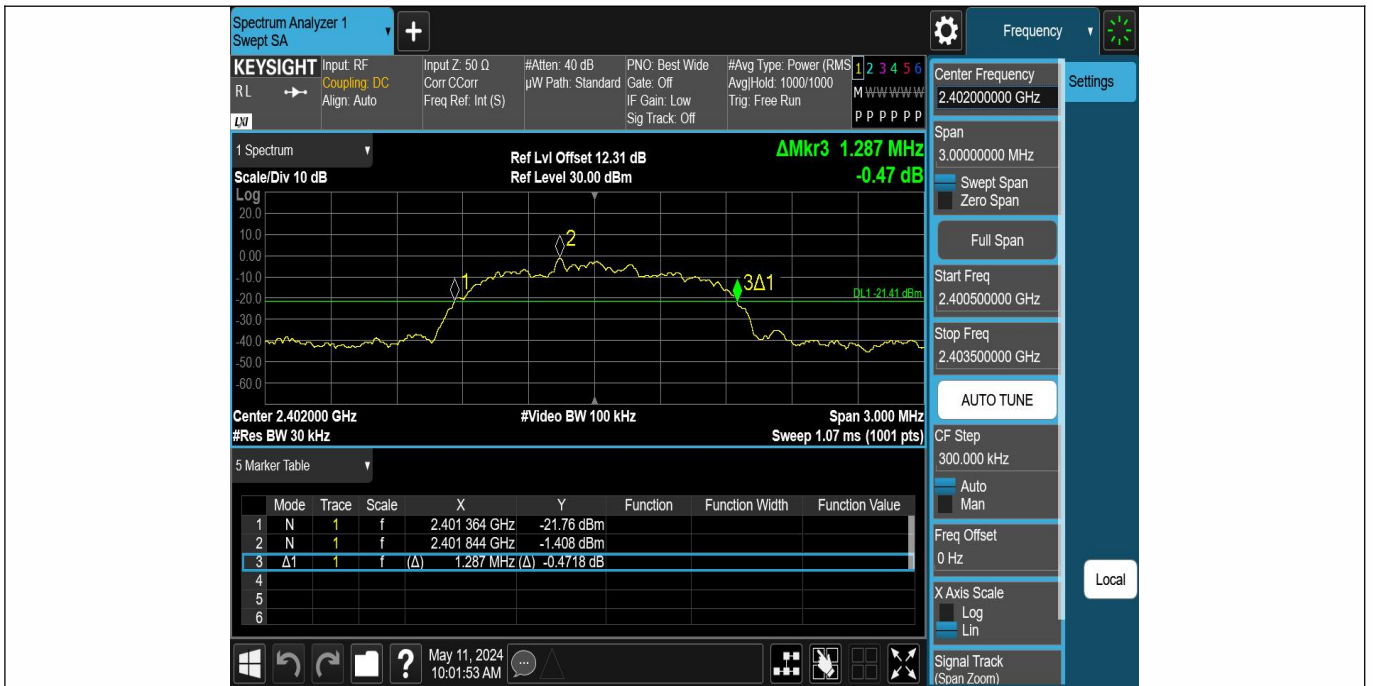 Spectrum Analyzer 1
Swept SA
+
Frequency
KEYSIGHT
RL
LXI
Input: RF
Coupling: DC
Align: Auto
Input Z: 50 Ω
Corr CCorr
Freq Ref: Int (S)
#Atten: 40 dB
µW Path: Standard
PNO: Best Wide
Gate: Off
IF Gain: Low
Sig Track: Off
#Avg Type: Power (RMS
Avg|Hold: 1000/1000
Trig: Free Run
1 2 3 4 5 6
M W W W W W
P P P P P P
1 Spectrum
Scale/Div 10 dB
Ref Lvl Offset 12.31 dB
Ref Level 30.00 dBm
ΔMkr3 1.287 MHz
-0.47 dB
Log
20.0
10.0
0.00
-10.0
-20.0
-30.0
-40.0
-50.0
-60.0
1
2
3Δ1
DL1 -21.41 dBm
Center 2.402000 GHz
#Res BW 30 kHz
#Video BW 100 kHz
Span 3.000 MHz
Sweep 1.07 ms (1001 pts)
5 Marker Table
Mode Trace Scale X Y Function Function Width Function Value
1 N 1 f 2.401 364 GHz -21.76 dBm
2 N 1 f 2.401 844 GHz -1.408 dBm
3 Δ1 1 f (Δ) 1.287 MHz (Δ) -0.4718 dB
4
5
6
?
May 11, 2024
10:01:53 AM
Center Frequency
2.402000000 GHz
Span
3.00000000 MHz
Swept Span
Zero Span
Full Span
Start Freq
2.400500000 GHz
Stop Freq
2.403500000 GHz
AUTO TUNE
CF Step
300.000 kHz
Auto
Man
Freq Offset
0 Hz
X Axis Scale
Log
Lin
Signal Track
(Span Zoom)
Settings
Local